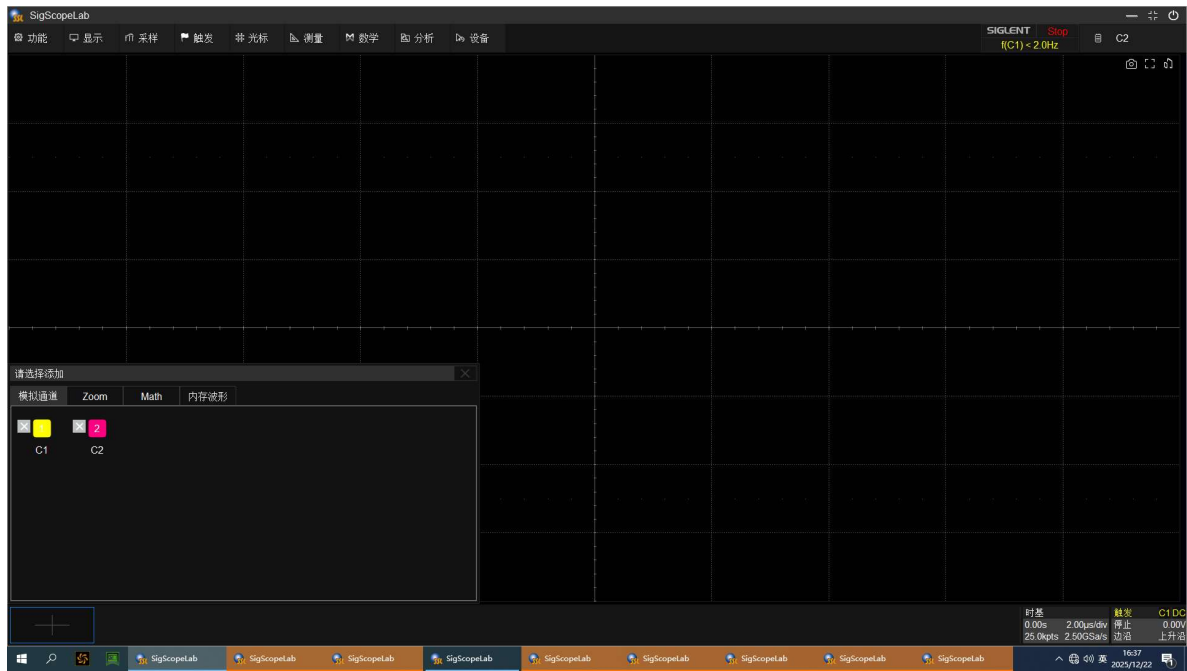 SigScopeLab
功能 显示 采样 触发 光标 测量 数学 分析 设备
SIGLENT Stop
f(C1) < 2.0Hz
C2
请选择添加
模拟通道 Zoom Math 内存波形
2
C1 C2
时基
0.00s 2.00μs/div
25.0kpts 2.50GSa/s
触发 C1 DC
停止 0.00V
边沿 上升沿
SigScopeLab SigScopeLab SigScopeLab SigScopeLab SigScopeLab SigScopeLab SigScopeLab SigScopeLab SigScopeLab
英
16:37
2025/12/22